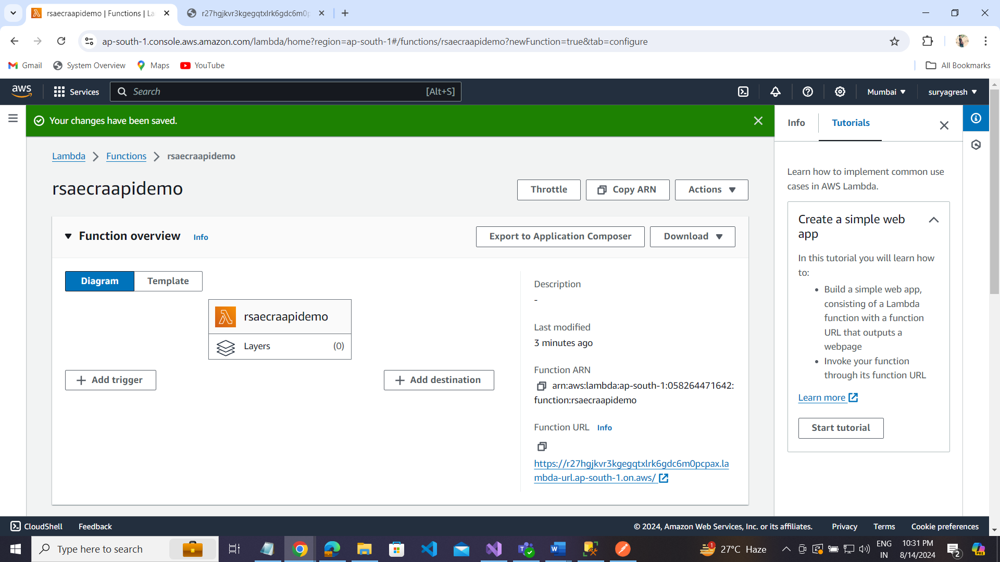 rsaecraapidemo | Functions | La
r27hgjkvr3kgegqtxlrk6gdc6m0p
ap-south-1.console.aws.amazon.com/lambda/home?region=ap-south-1#/functions/rsaecraapidemo?newFunction=true&tab=configure
Gmail
System Overview
Maps
YouTube
All Bookmarks
aws
Services
Search
[Alt+S]
Mumbai
suryagresh
Your changes have been saved.
Lambda
Functions
rsaecraapidemo
rsaecraapidemo
Throttle
Copy ARN
Actions
Function overview
Info
Export to Application Composer
Download
Diagram
Template
rsaecraapidemo
Layers
(0)
Add trigger
Add destination
Description
-
Last modified
3 minutes ago
Function ARN
arn:aws:lambda:ap-south-1:058264471642:
function:rsaecraapidemo
Function URL
Info
https://r27hgjkvr3kgegqtxlrk6gdc6m0pcpax.la
mbda-url.ap-south-1.on.aws/
Info
Tutorials
Learn how to implement common use
cases in AWS Lambda.
Create a simple web
app
In this tutorial you will learn how
to:
• Build a simple web app,
consisting of a Lambda
function with a function
URL that outputs a
webpage
• Invoke your function
through its function URL
Learn more
Start tutorial
CloudShell
Feedback
© 2024, Amazon Web Services, Inc. or its affiliates.
Privacy
Terms
Cookie preferences
Type here to search
1
27°C Haze
ENG
IN
10:31 PM
8/14/2024
2
PRE